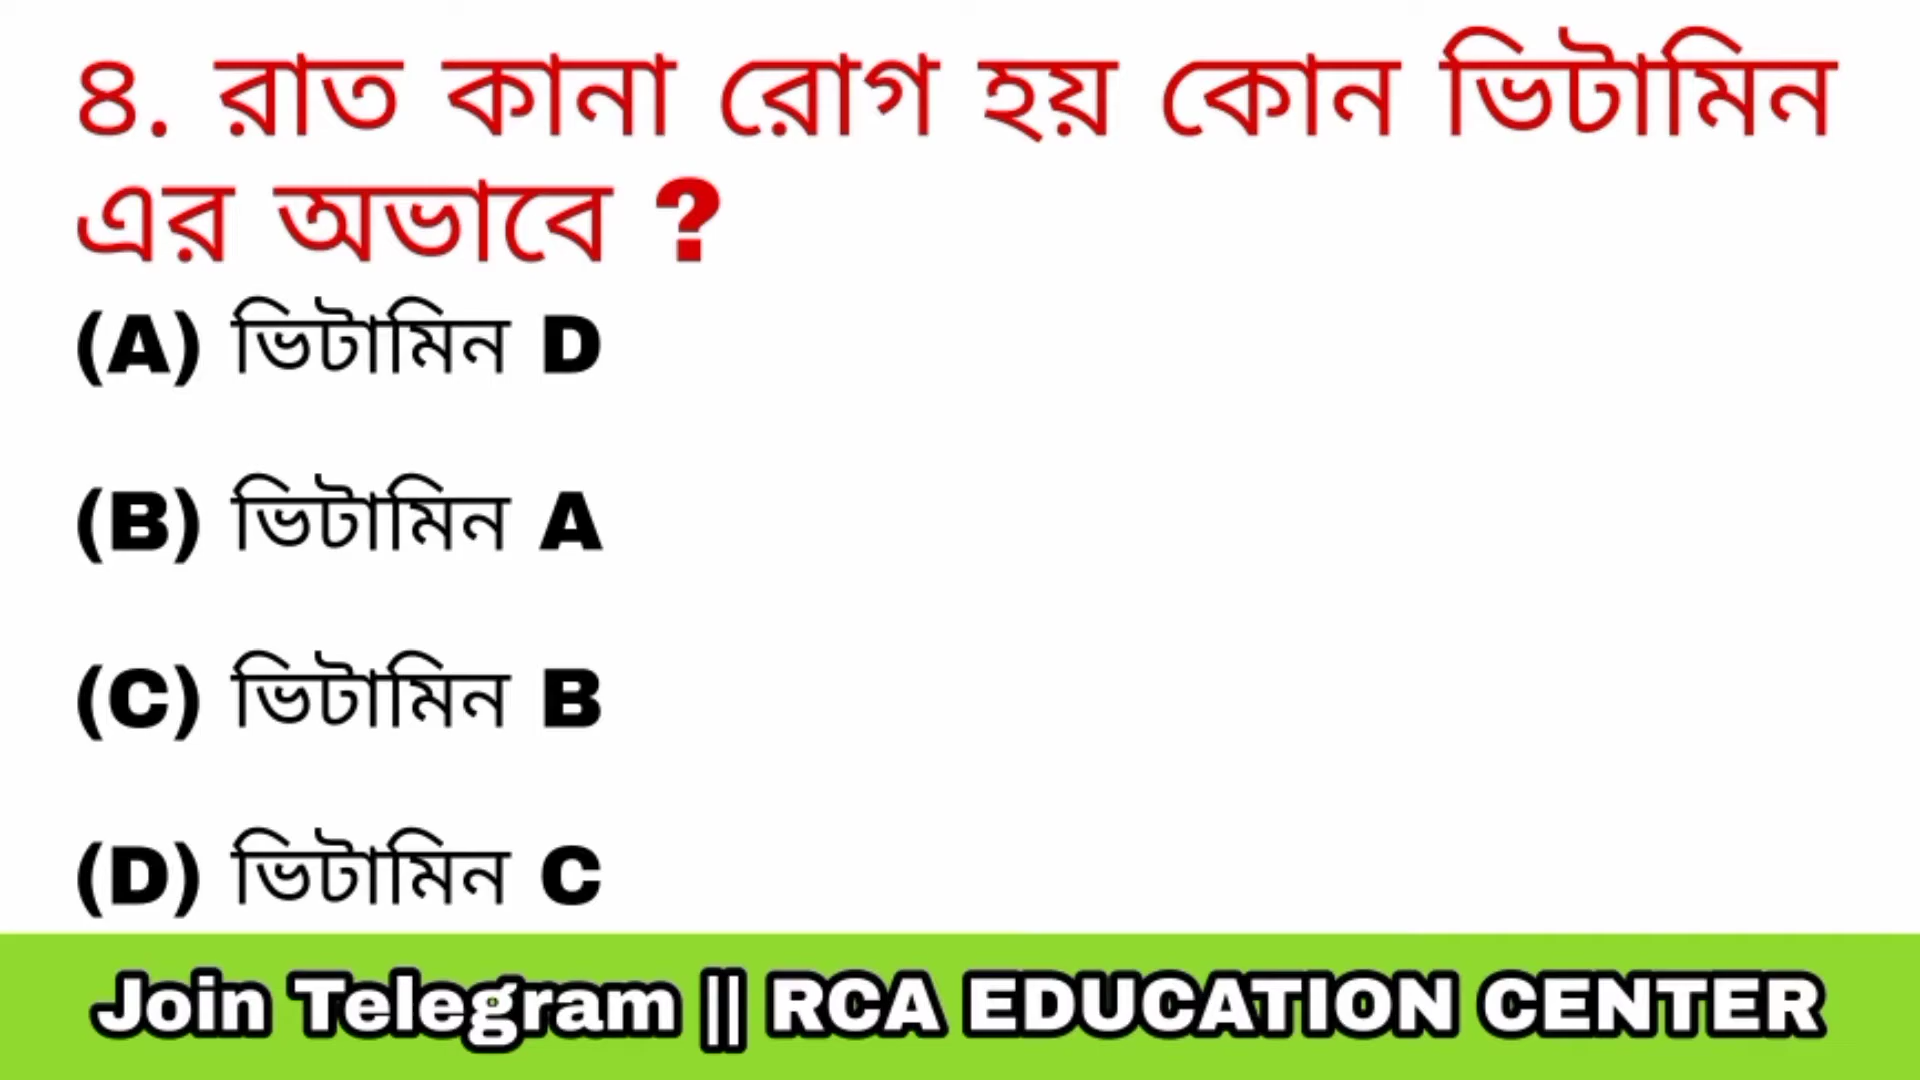 ৪. রাত কানা রোগ হয় কোন ভিটামিন
এর অভাবে ?
(A) ভিটামিন D
(B) ভিটামিন A
(C) ভিটামিন B
(D) ভিটামিন C
Join Telegram || RCA EDUCATION CENTER